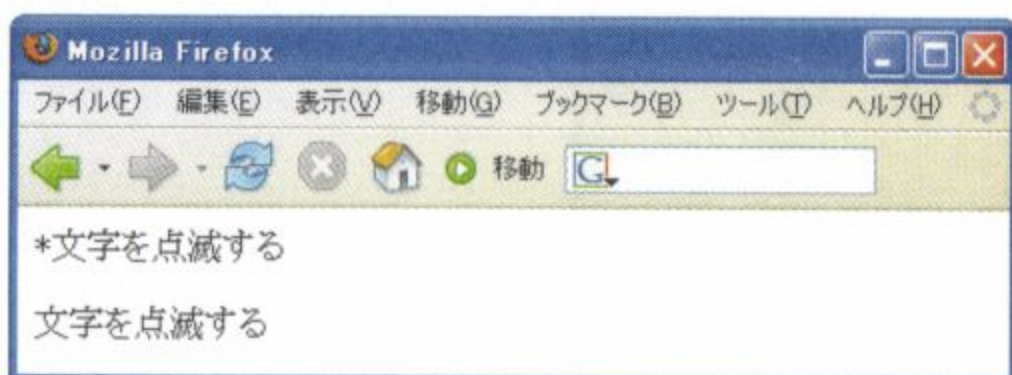 Mozilla Firefox
ファイル(F) 編集(E) 表示(V) 移動(G) ブックマーク(B) ツール(T) ヘルプ(H)
移動 G
*文字を点滅する
文字を点滅する